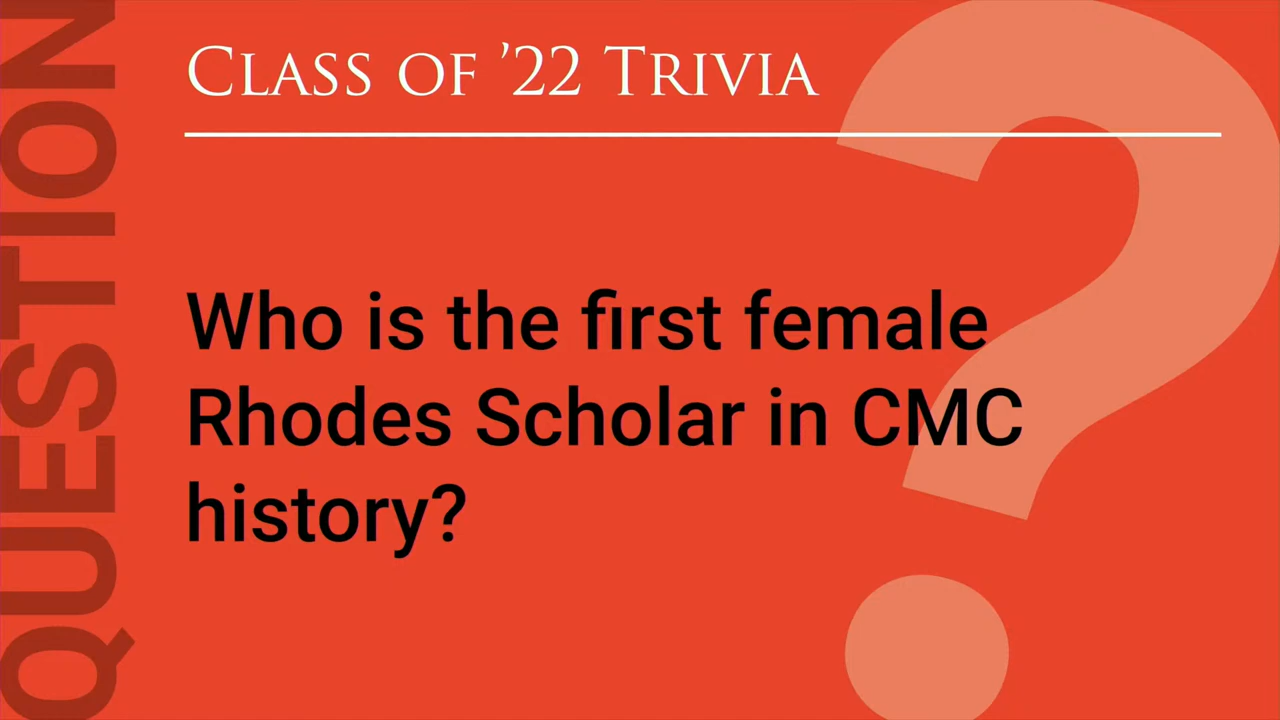 QUESTION
CLASS OF ’22 TRIVIA
Who is the first female
Rhodes Scholar in CMC
history?